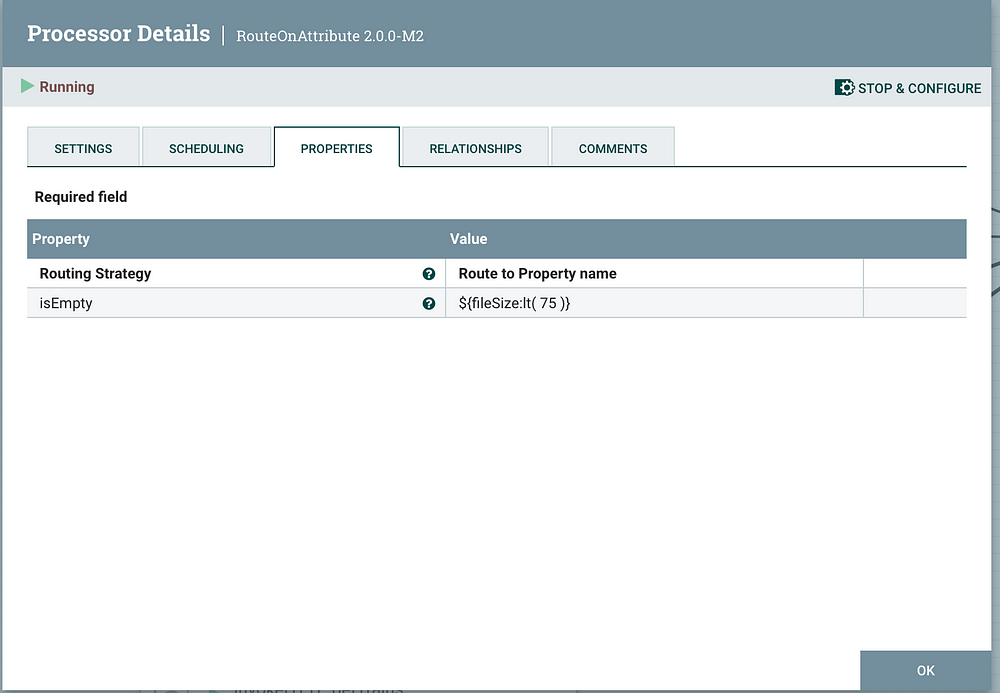 Processor Details | RouteOnAttribute 2.0.0-M2
Running
STOP & CONFIGURE
SETTINGS
SCHEDULING
PROPERTIES
RELATIONSHIPS
COMMENTS
Required field
Property Value
Routing Strategy ? Route to Property name
isEmpty ? ${fileSize:lt( 75 )}
OK